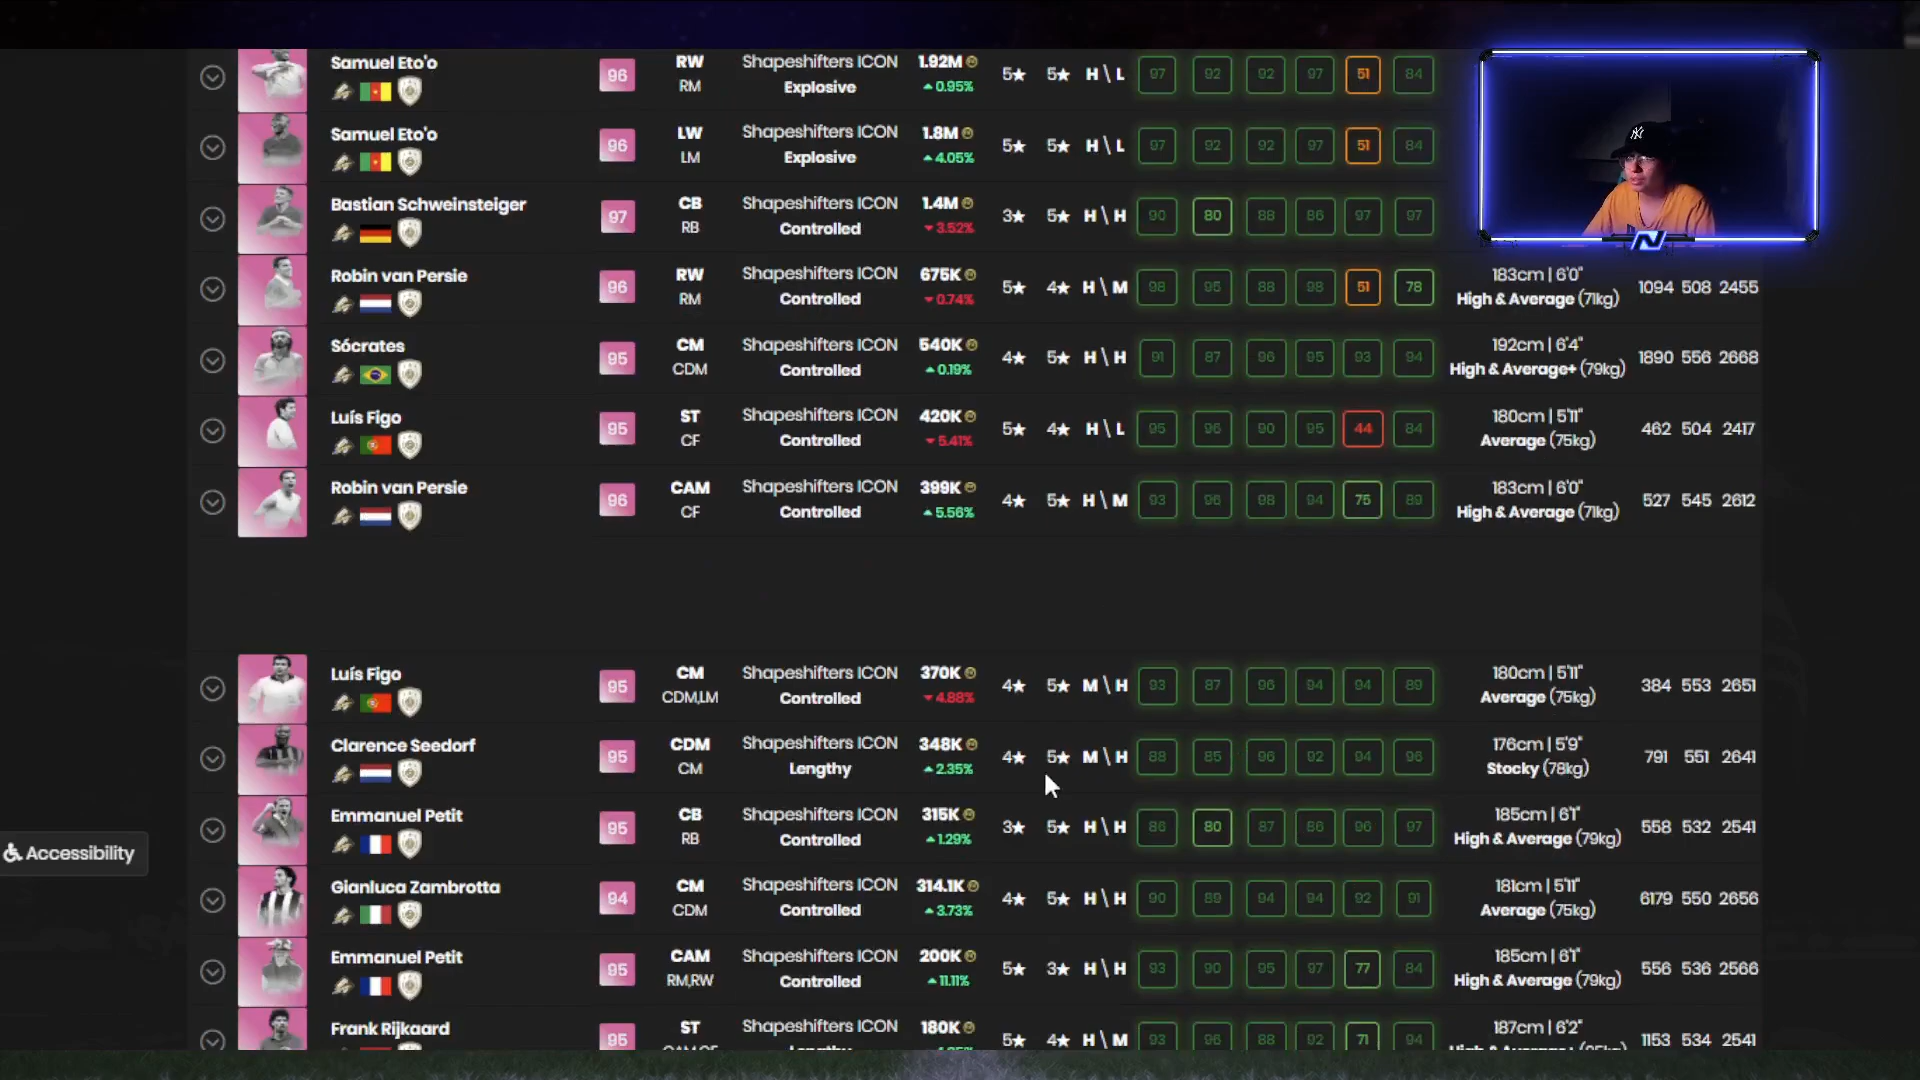 Samuel Eto'o 96 RW Shapeshifters ICON 1.92M 5★ 5★ H \ L 97 92 92 97 51 84
RM Explosive 0.95%
Samuel Eto'o 96 LW Shapeshifters ICON 1.8M 5★ 5★ H \ L 97 92 92 97 51 84
LM Explosive 4.05%
Bastian Schweinsteiger 97 CB Shapeshifters ICON 1.4M 3★ 5★ H \ H 90 80 88 86 97 97
RB Controlled 3.52%
Robin van Persie 96 RW Shapeshifters ICON 675K 5★ 4★ H \ M 98 95 88 98 51 78 183cm | 6'0" 1094 508 2455
RM Controlled 0.74% High & Average (71kg)
Sócrates 95 CM Shapeshifters ICON 540K 4★ 5★ H \ H 91 87 96 95 93 94 192cm | 6'4" 1890 556 2668
CDM Controlled 0.19% High & Average+ (79kg)
Luís Figo 95 ST Shapeshifters ICON 420K 5★ 4★ H \ L 95 96 90 95 44 84 180cm | 5'11" 462 504 2417
CF Controlled 5.41% Average (75kg)
Robin van Persie 96 CAM Shapeshifters ICON 399K 4★ 5★ H \ M 93 96 98 94 75 89 183cm | 6'0" 527 545 2612
CF Controlled 5.56% High & Average (71kg)
Luís Figo 95 CM Shapeshifters ICON 370K 4★ 5★ M \ H 93 87 96 94 94 89 180cm | 5'11" 384 553 2651
CDM,LM Controlled 4.88% Average (75kg)
Clarence Seedorf 95 CDM Shapeshifters ICON 348K 4★ 5★ M \ H 88 85 96 92 94 96 176cm | 5'9" 791 551 2641
CM Lengthy 2.35% Stocky (78kg)
Emmanuel Petit 95 CB Shapeshifters ICON 315K 3★ 5★ H \ H 86 80 87 86 96 97 185cm | 6'1" 558 532 2541
RB Controlled 1.29% High & Average (79kg)
Accessibility
Gianluca Zambrotta 94 CM Shapeshifters ICON 314.1K 4★ 5★ H \ H 90 89 94 94 92 91 181cm | 5'11" 6179 550 2656
CDM Controlled 3.73% Average (75kg)
Emmanuel Petit 95 CAM Shapeshifters ICON 200K 5★ 3★ H \ H 93 90 95 97 77 84 185cm | 6'1" 556 536 2566
RM,RW Controlled 11.11% High & Average (79kg)
Frank Rijkaard 95 ST Shapeshifters ICON 180K 5★ 4★ H \ M 93 96 88 92 71 94 187cm | 6'2" 1153 534 2541